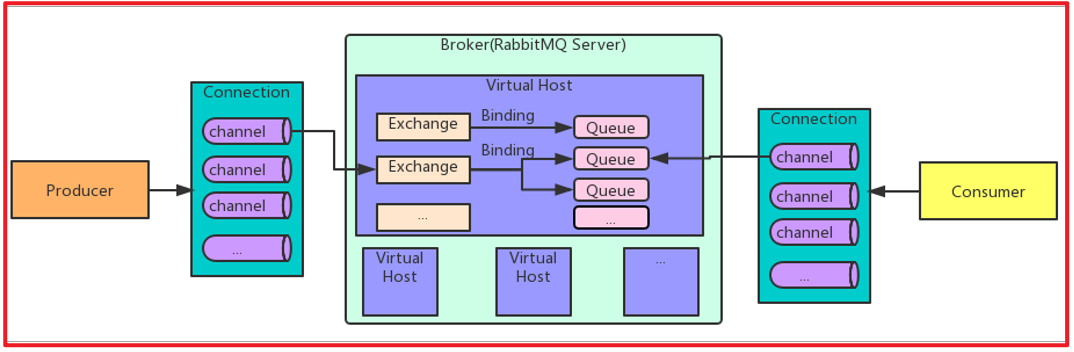 Broker(RabbitMQ Server)
Virtual Host
Connection
channel
channel
channel
...
Producer
Exchange
Binding
Queue
Exchange
Binding
Queue
Queue
...
...
Virtual
Host
Virtual
Host
...
Connection
channel
channel
channel
...
Consumer